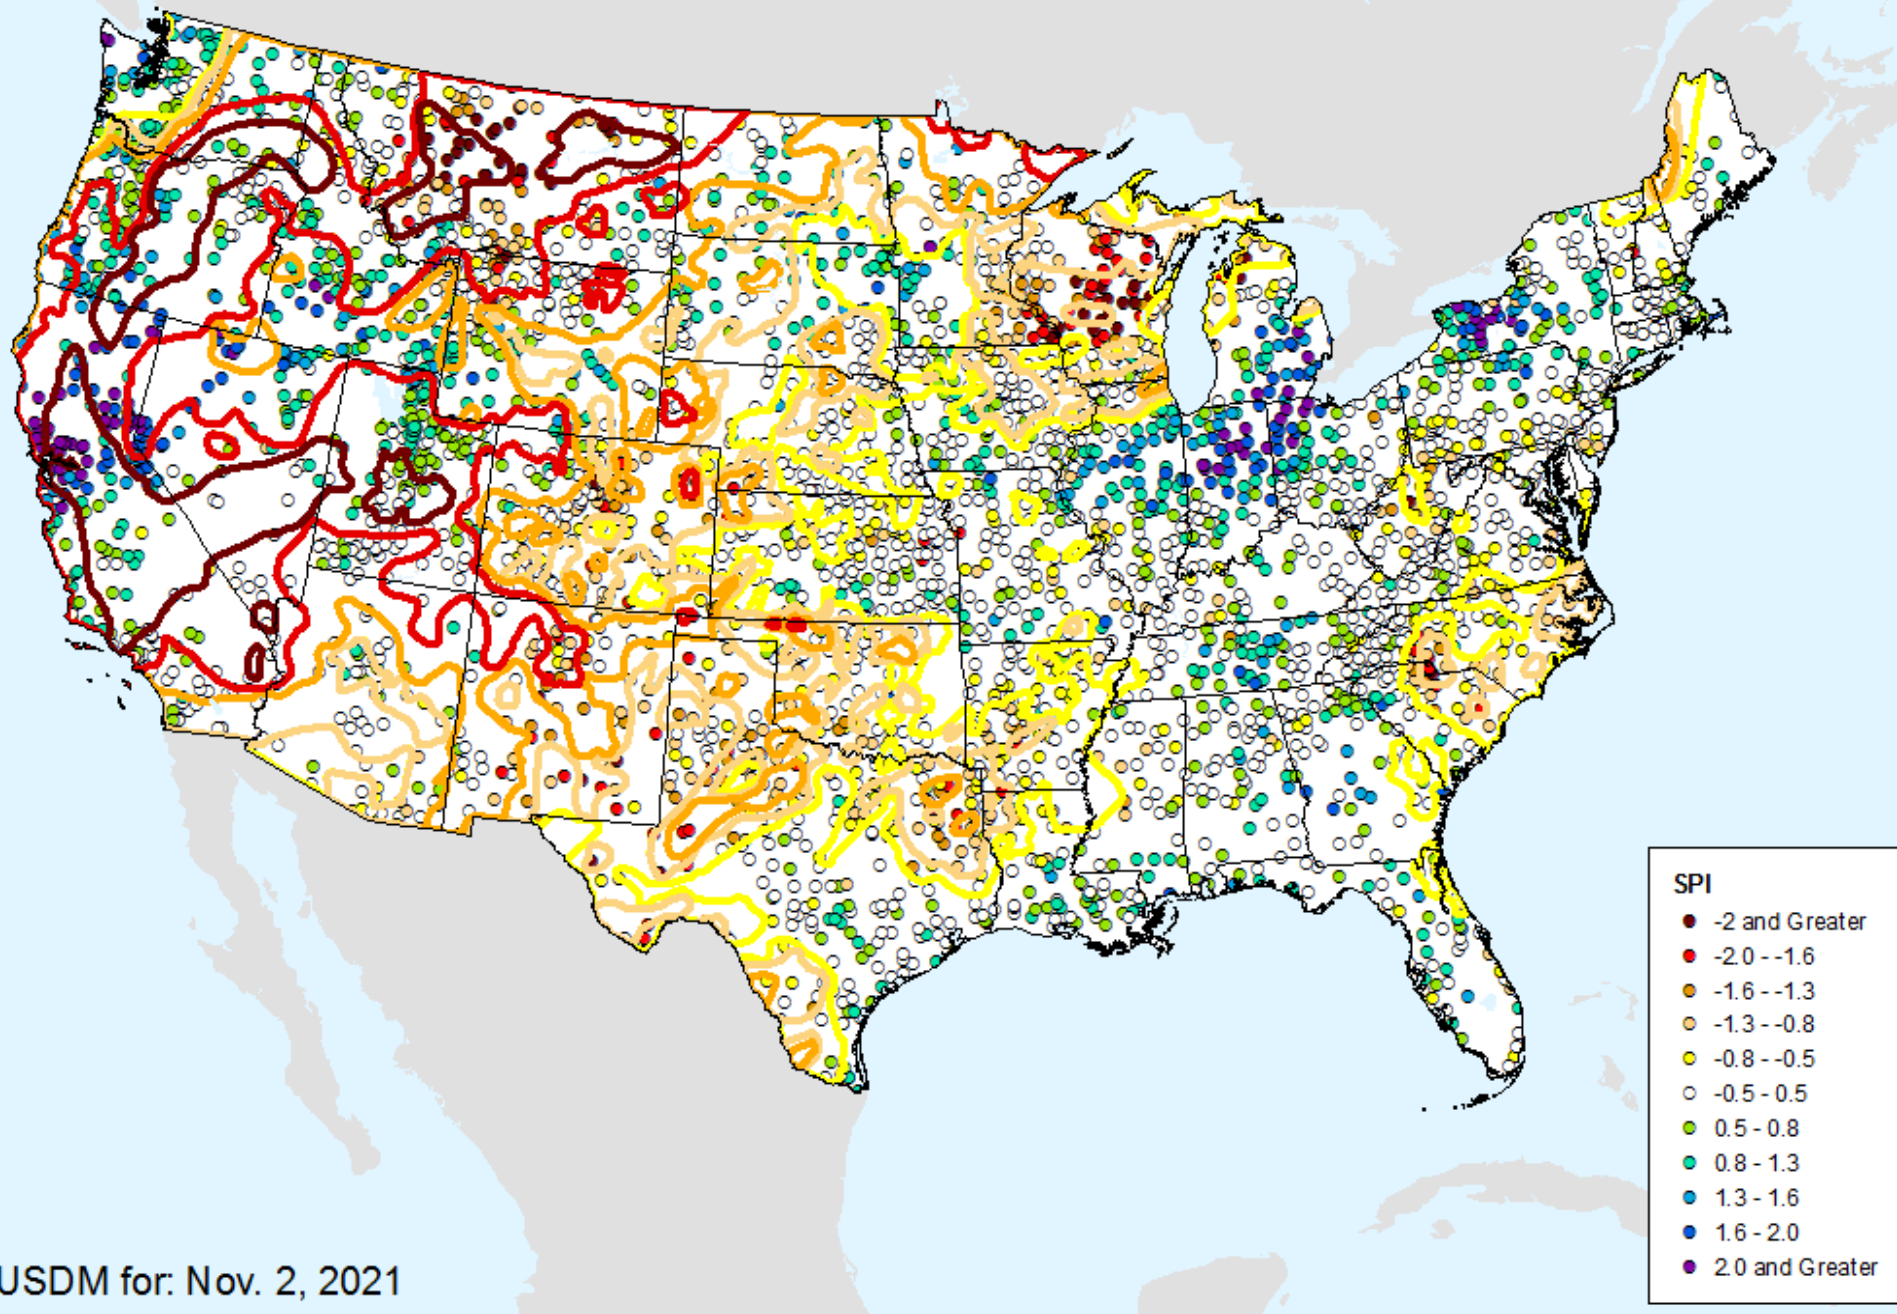 SPI
-2 and Greater
-2.0 - -1.6
-1.6 - -1.3
-1.3 - -0.8
-0.8 - -0.5
-0.5 - 0.5
0.5 - 0.8
0.8 - 1.3
1.3 - 1.6
1.6 - 2.0
2.0 and Greater
USDM for: Nov. 2, 2021